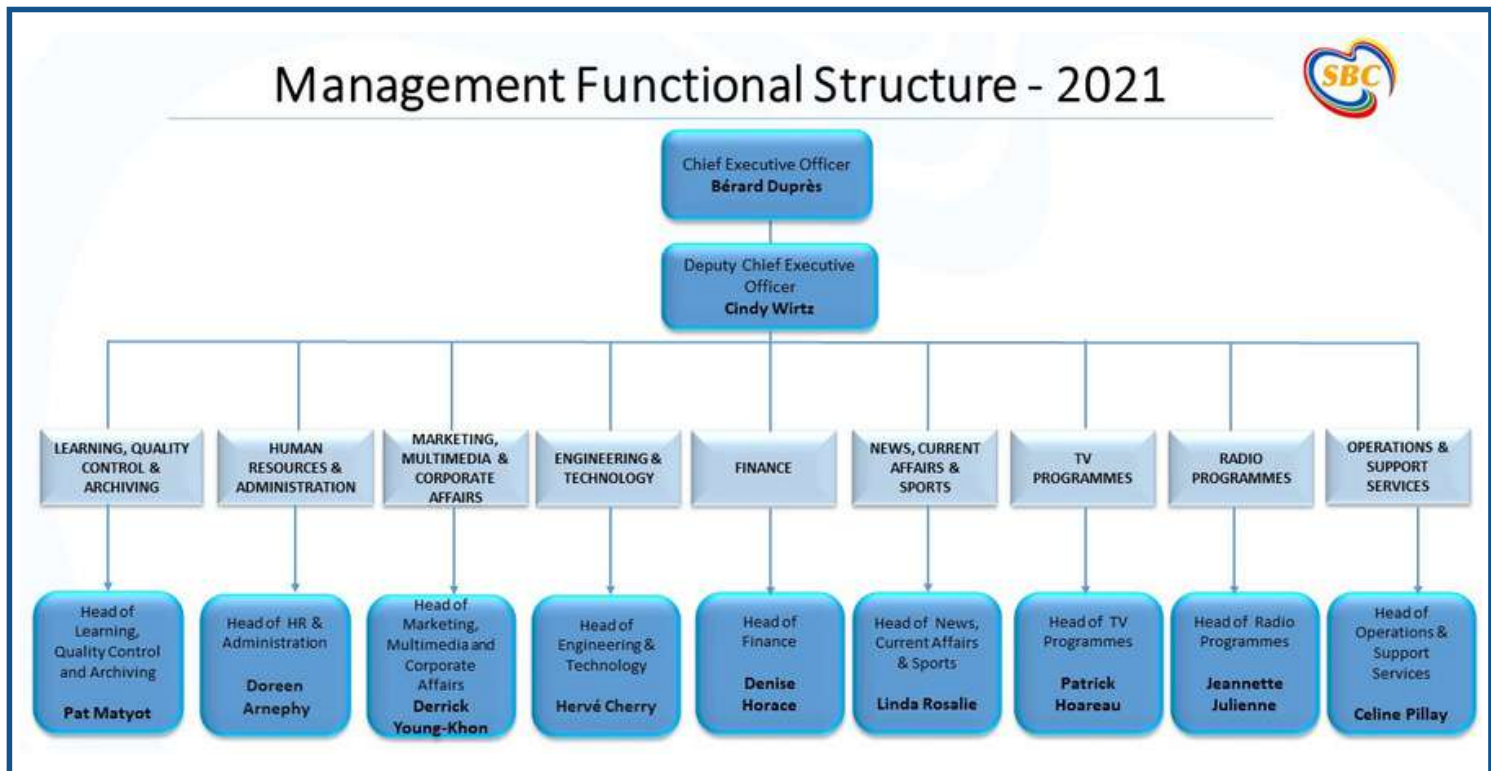 Management Functional Structure - 2021
SBC
Chief Executive Officer
Bérard Duprès
Deputy Chief Executive
Officer
Cindy Wirtz
LEARNING, QUALITY
CONTROL &
ARCHIVING
HUMAN
RESOURCES &
ADMINISTRATION
MARKETING,
MULTIMEDIA &
CORPORATE
AFFAIRS
ENGINEERING &
TECHNOLOGY
FINANCE
NEWS, CURRENT
AFFAIRS &
SPORTS
TV
PROGRAMMES
RADIO
PROGRAMMES
OPERATIONS &
SUPPORT
SERVICES
Head of
Learning,
Quality Control
and Archiving
Pat Matyot
Head of HR &
Administration
Doreen
Arnephy
Head of
Marketing,
Multimedia and
Corporate
Affairs
Derrick
Young-Khon
Head of
Engineering &
Technology
Hervé Cherry
Head of
Finance
Denise
Horace
Head of News,
Current Affairs
& Sports
Linda Rosalie
Head of TV
Programmes
Patrick
Hoareau
Head of Radio
Programmes
Jeannette
Julienne
Head of
Operations &
Support
Services
Celine Pillay